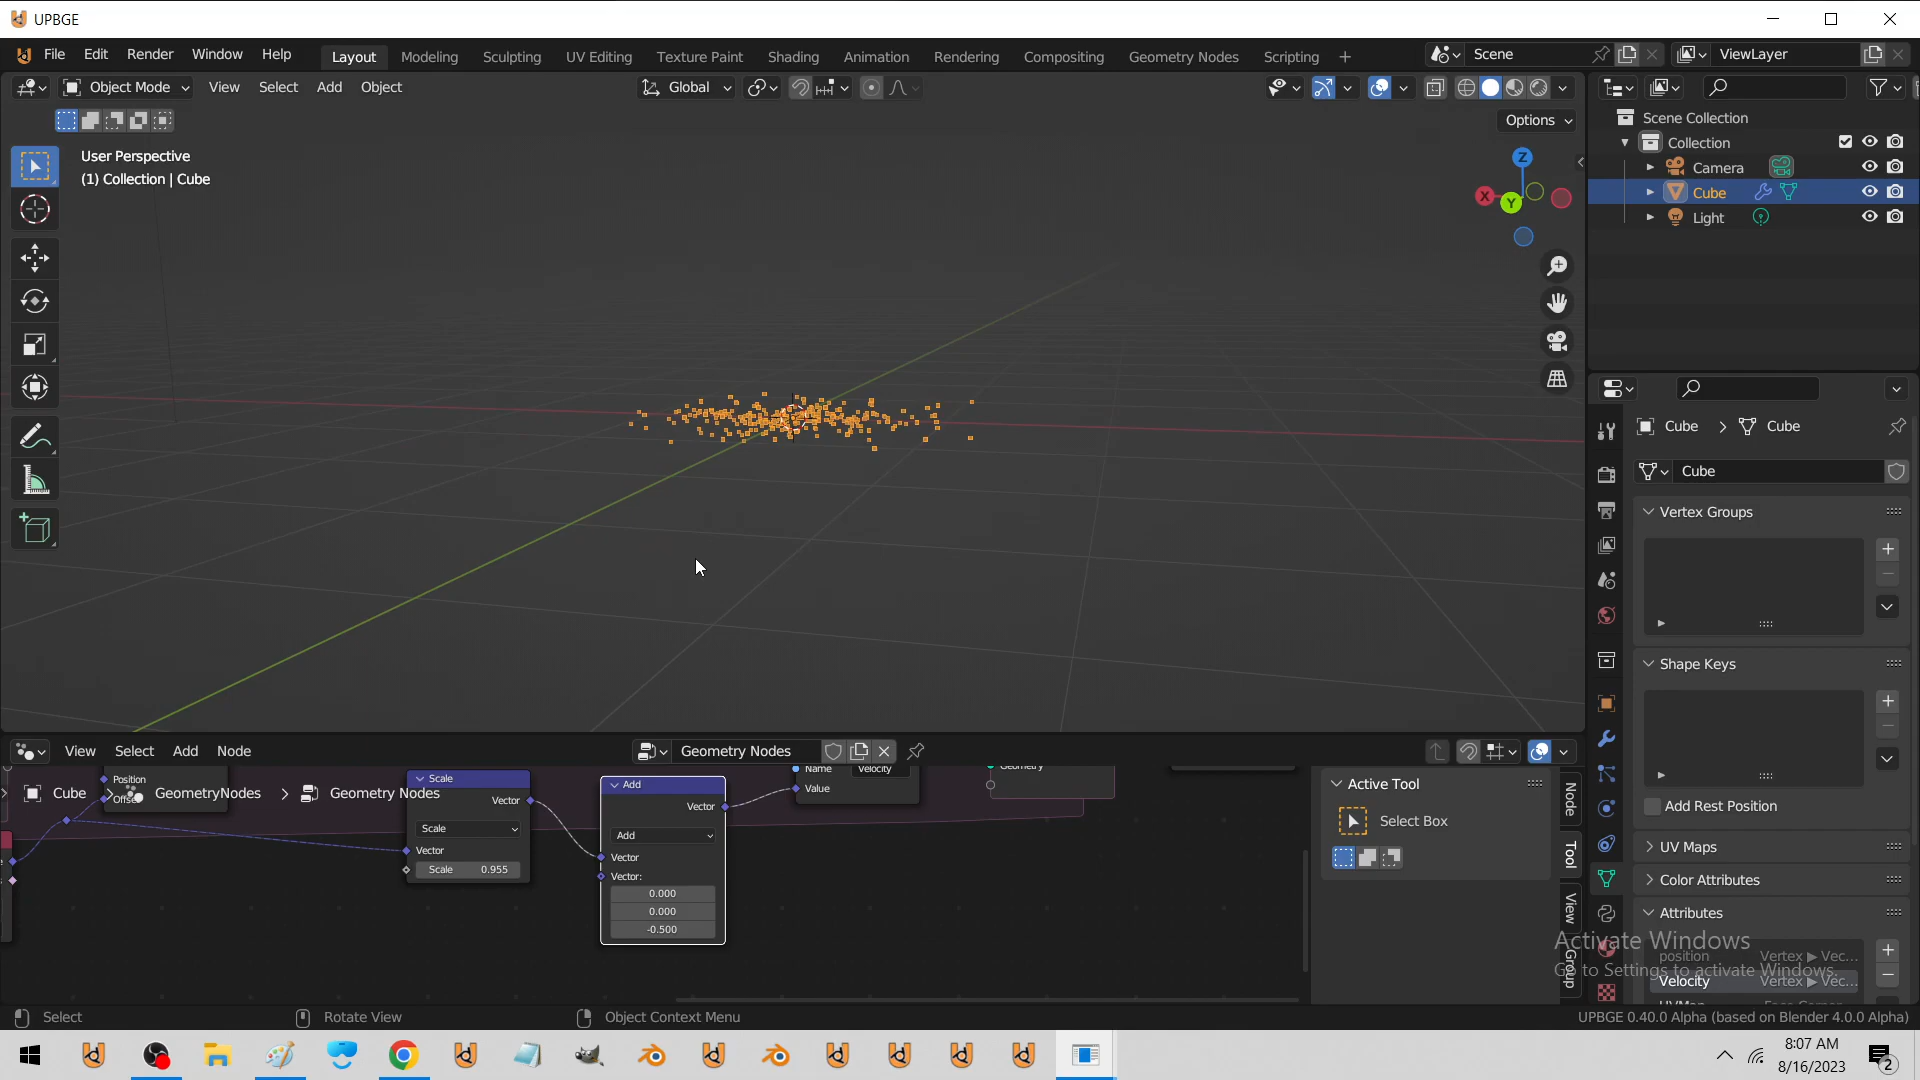 UPBGE
File Edit Render Window Help Layout Modeling Sculpting UV Editing Texture Paint Shading Animation Rendering Compositing Geometry Nodes Scripting + Scene ViewLayer
Object Mode View Select Add Object Global
Options
User Perspective
(1) Collection | Cube
Z
X
Y
Scene Collection
Collection
Camera
Cube
Light
Cube > Cube
Cube
Vertex Groups
Shape Keys
Add Rest Position
UV Maps
Color Attributes
Attributes
position Vertex ▶ Vec...
Velocity Vertex ▶ Vec...
UVMap Face Corner
Activate Windows
Go to Settings to activate Windows.
View Select Add Node Geometry Nodes
Position
Offset
Cube > GeometryNodes > Geometry Nodes
Scale
Vector
Scale
Vector
Scale 0.955
Add
Vector
Add
Vector
Vector:
0.000
0.000
-0.500
Name Velocity
Value
Geometry
Active Tool
Select Box
Node
Tool
View
Group
Select Rotate View Object Context Menu UPBGE 0.40.0 Alpha (based on Blender 4.0.0 Alpha)
8:07 AM
8/16/2023
2